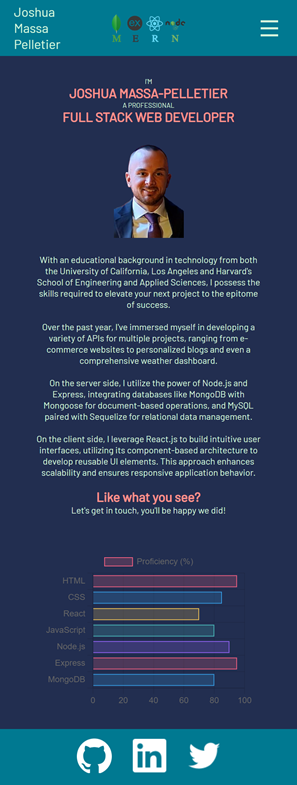 Joshua
Massa
Pelletier
M E R N
I'M
JOSHUA MASSA-PELLETIER
A PROFESSIONAL
FULL STACK WEB DEVELOPER
With an educational background in technology from both
the University of California, Los Angeles and Harvard's
School of Engineering and Applied Sciences, I possess the
skills required to elevate your next project to the epitome
of success.
Over the past year, I've immersed myself in developing a
variety of APIs for multiple projects, ranging from e-
commerce websites to personalized blogs and even a
comprehensive weather dashboard.
On the server side, I utilize the power of Node.js and
Express, integrating databases like MongoDB with
Mongoose for document-based operations, and MySQL
paired with Sequelize for relational data management.
On the client side, I leverage React.js to build intuitive user
interfaces, utilizing its component-based architecture to
develop reusable UI elements. This approach enhances
scalability and ensures responsive application behavior.
Like what you see?
Let's get in touch, you'll be happy we did!
Proficiency (%)
HTML
CSS
React
JavaScript
Node.js
Express
MongoDB
0 20 40 60 80 100
in